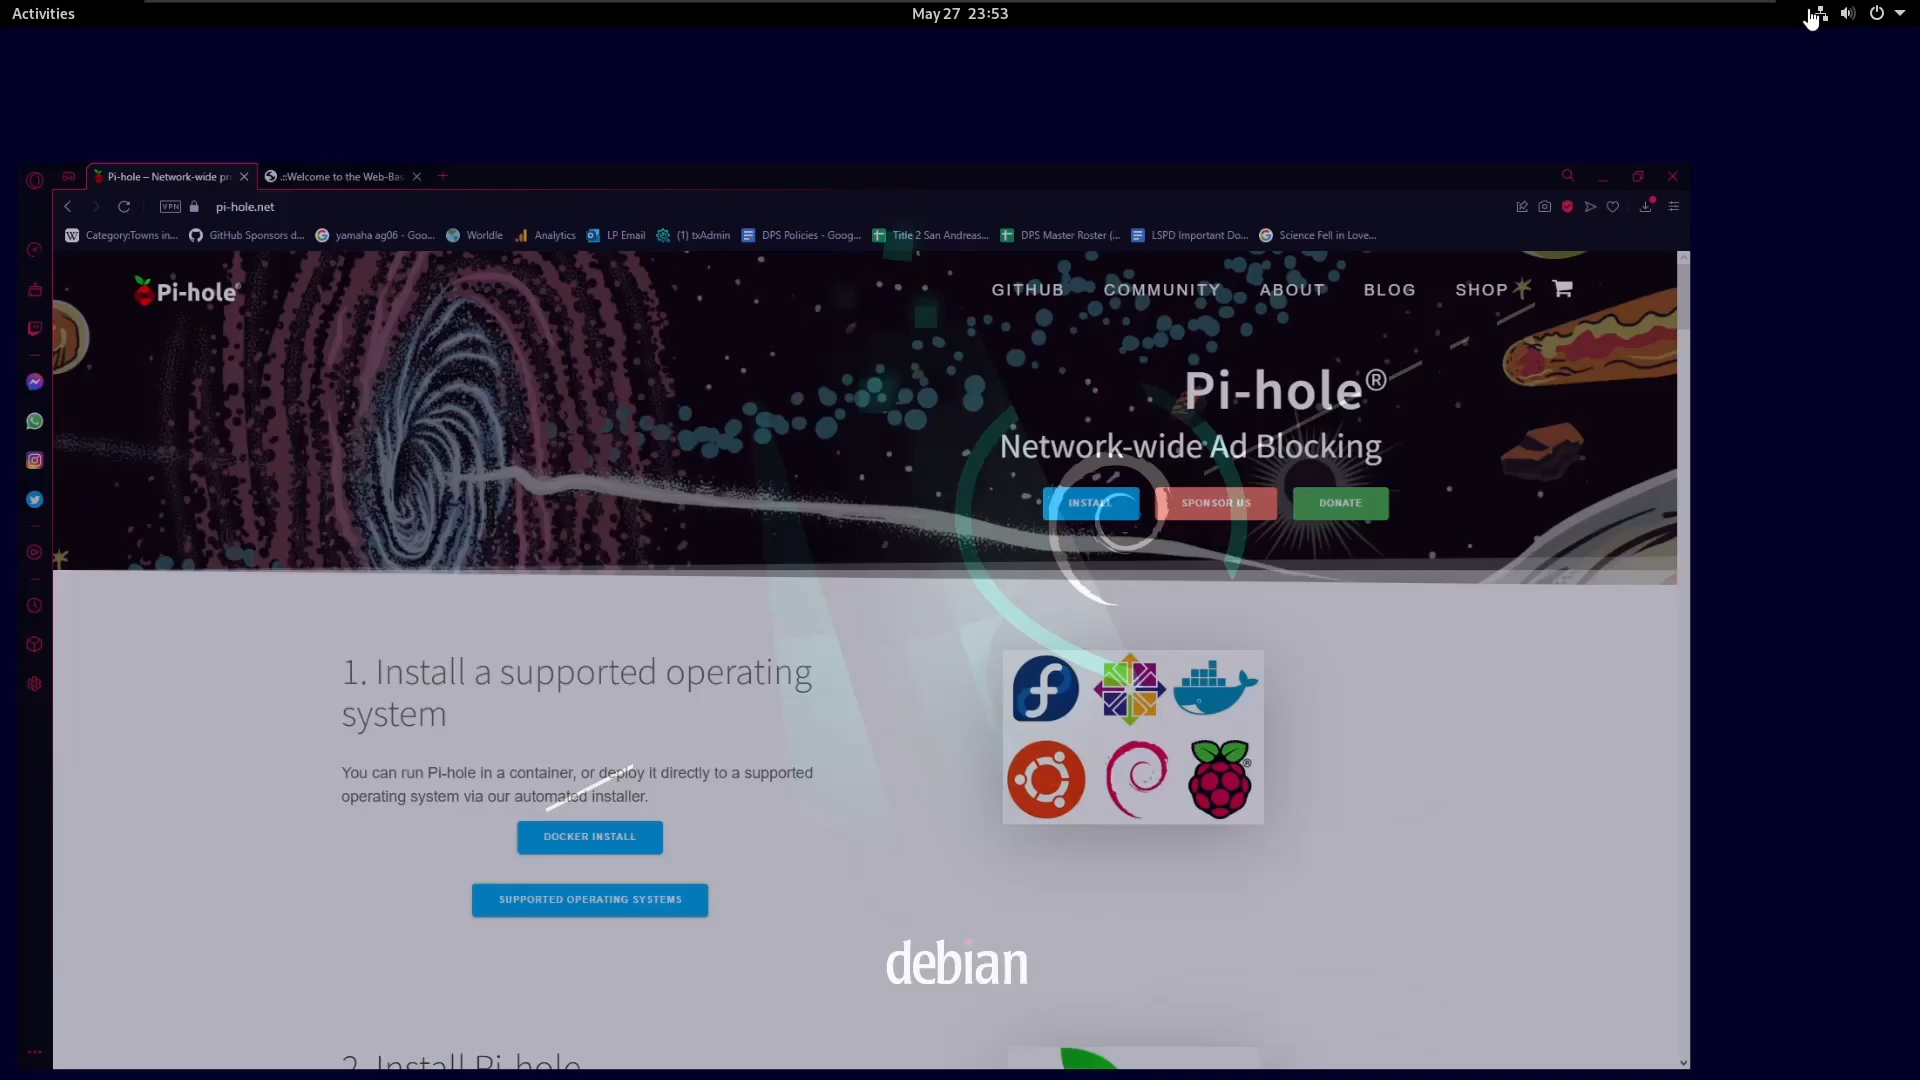 Activities
May 27 23:53
Pi-hole – Network-wide pr
.::Welcome to the Web-Bas
VPN
pi-hole.net
Category:Towns in...
GitHub Sponsors d...
yamaha ag06 - Goo...
Worldle
Analytics
LP Email
(1) txAdmin
DPS Policies - Goog...
Title 2 San Andreas...
DPS Master Roster (...
LSPD Important Do...
Science Fell in Love...
Pi-hole®
GITHUB
COMMUNITY
ABOUT
BLOG
SHOP
Pi-hole®
Network-wide Ad Blocking
INSTALL
SPONSOR US
DONATE
1. Install a supported operating
system
You can run Pi-hole in a container, or deploy it directly to a supported
operating system via our automated installer.
DOCKER INSTALL
SUPPORTED OPERATING SYSTEMS
debian
2. Install Pi-hole